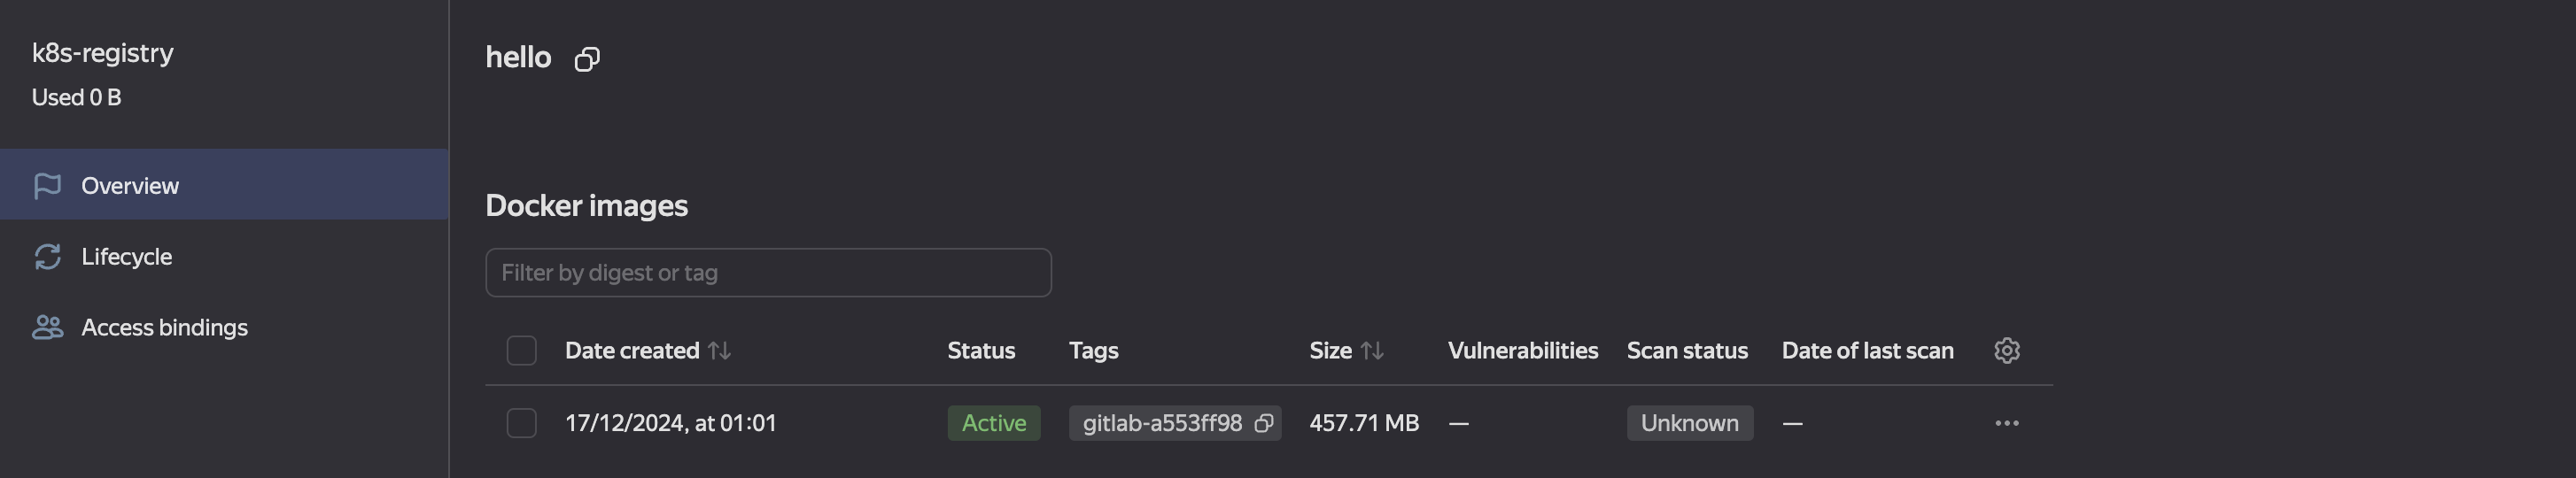 k8s-registry
Used 0 B
Overview
Lifecycle
Access bindings
hello
Docker images
Filter by digest or tag
Date created Status Tags Size Vulnerabilities Scan status Date of last scan
17/12/2024, at 01:01 Active gitlab-a553ff98 457.71 MB — Unknown —